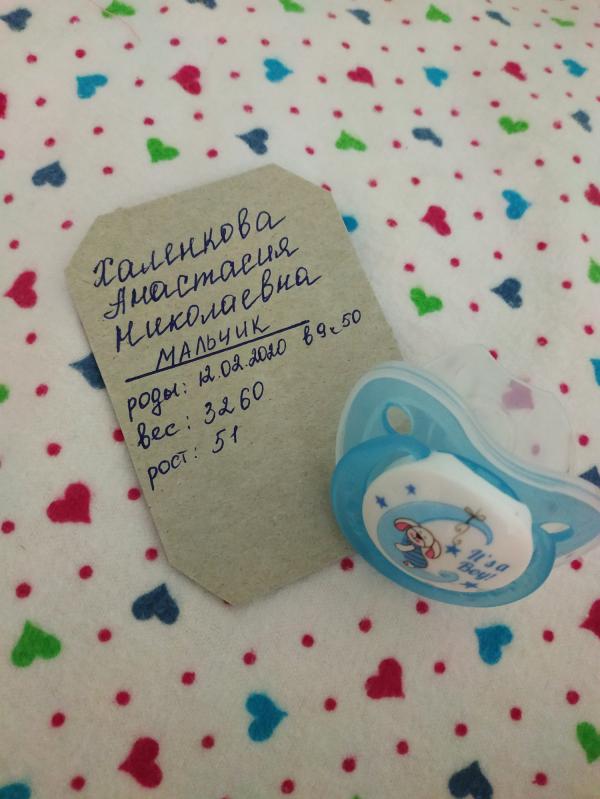 Халенкова
Анастасия
Николаевна
МАЛЬЧИК
роды: 12.02.2020 в 9ч50
вес: 3260
рост: 51
It's a
Boy!